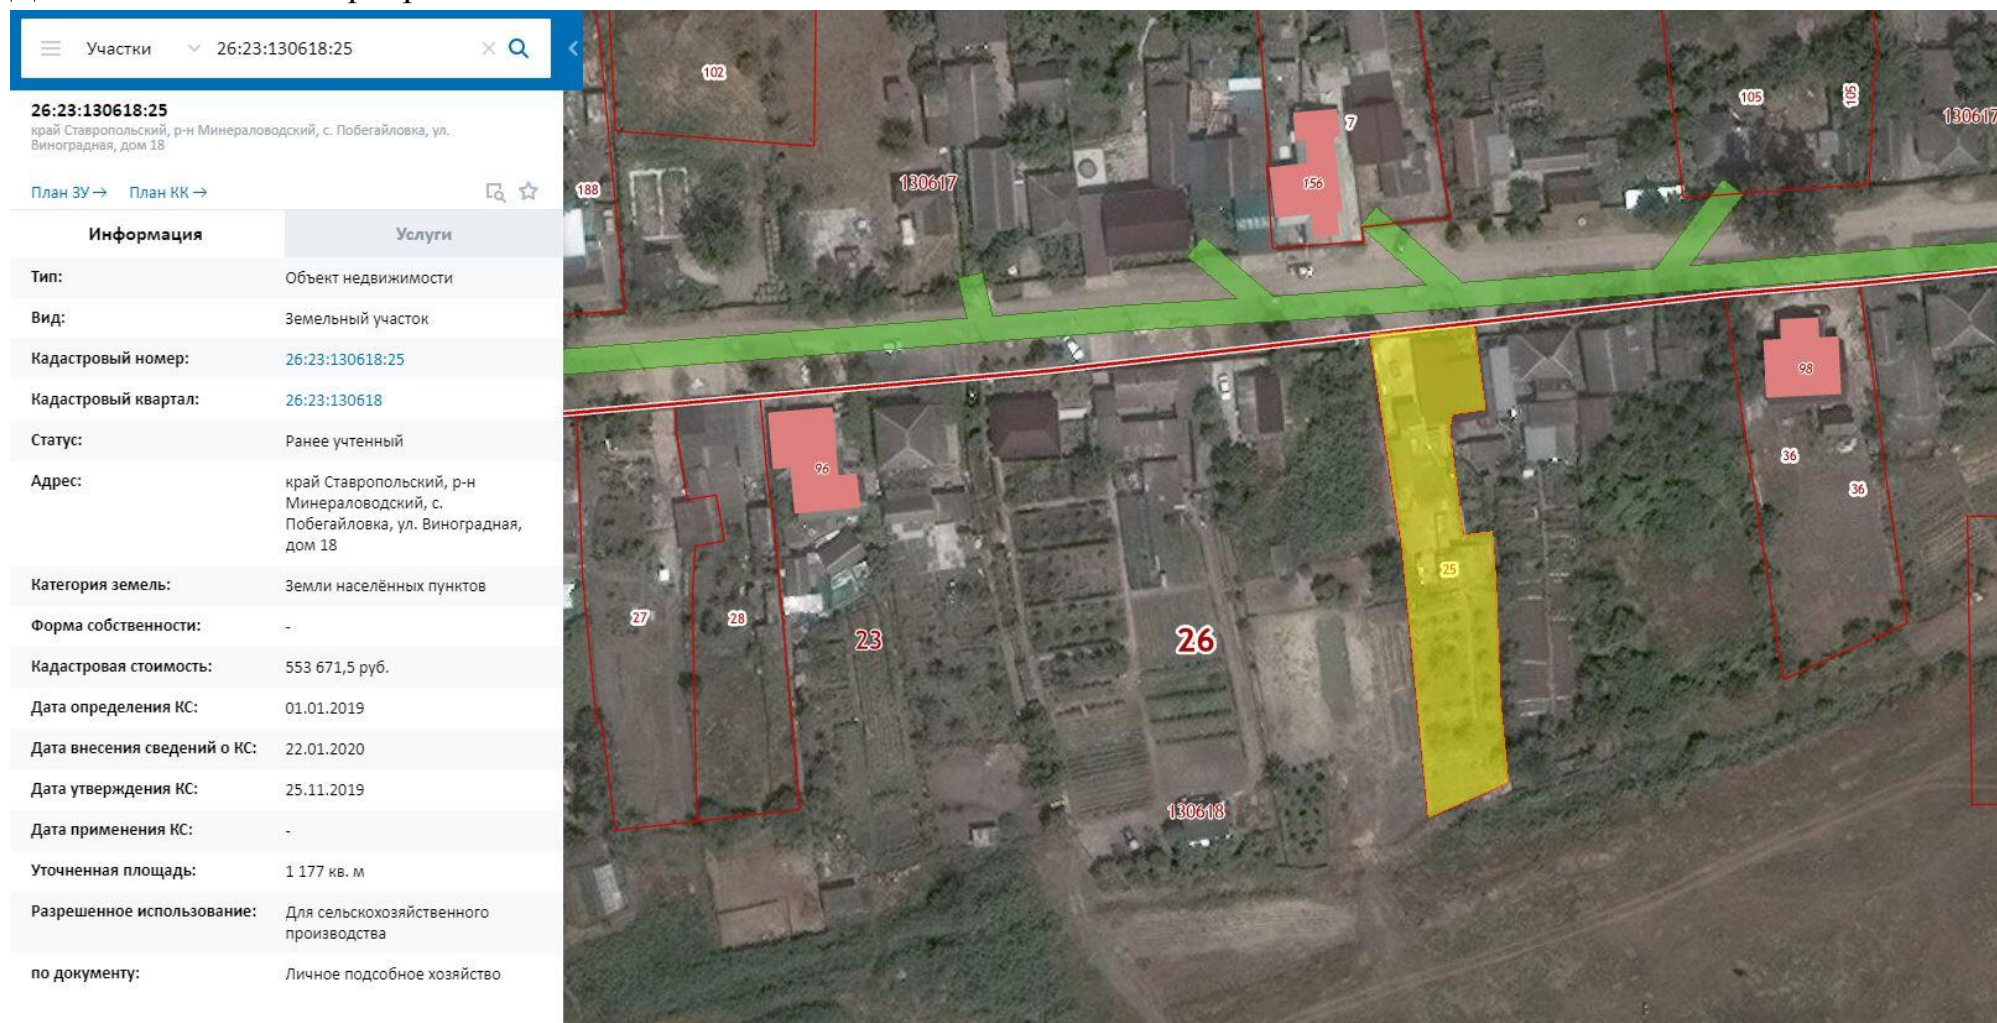 Участки 26:23:130618:25
26:23:130618:25
край Ставропольский, р-н Минераловодский, с. Побегайловка, ул.
Виноградная, дом 18
План ЗУ → План КК →
Информация Услуги
Тип: Объект недвижимости
Вид: Земельный участок
Кадастровый номер: 26:23:130618:25
Кадастровый квартал: 26:23:130618
Статус: Ранее учтенный
Адрес: край Ставропольский, р-н
Минераловодский, с.
Побегайловка, ул. Виноградная,
дом 18
Категория земель: Земли населённых пунктов
Форма собственности: -
Кадастровая стоимость: 553 671,5 руб.
Дата определения КС: 01.01.2019
Дата внесения сведений о КС: 22.01.2020
Дата утверждения КС: 25.11.2019
Дата применения КС: -
Уточненная площадь: 1 177 кв. м
Разрешенное использование: Для сельскохозяйственного
производства
по документу: Личное подсобное хозяйство
102
7
105
105
130617
188
130617
156
98
96
36
36
25
27
28
23
26
130618